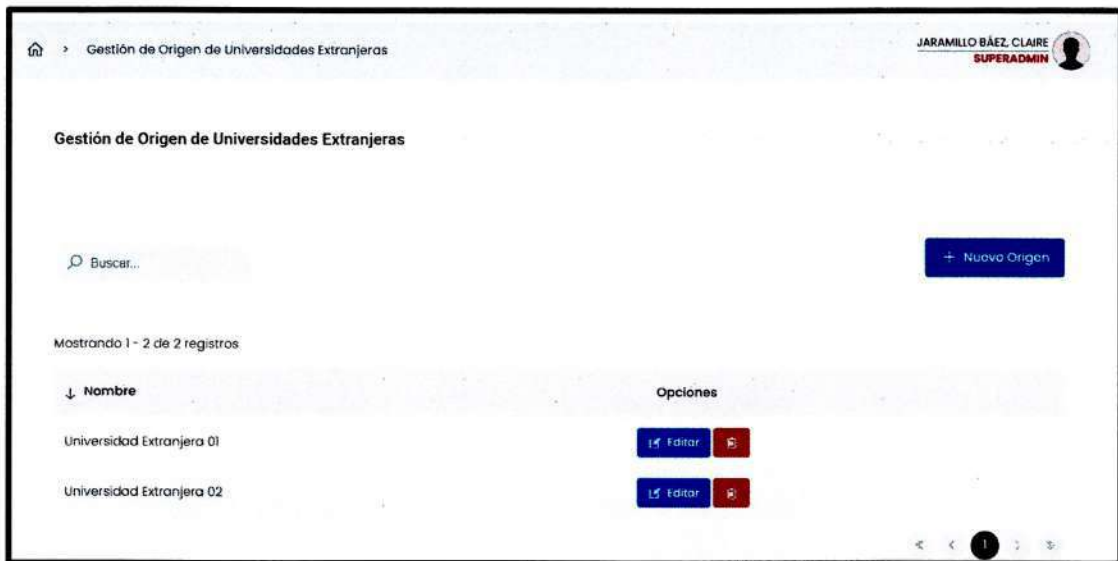 > Gestión de Origen de Universidades Extranjeras
JARAMILLO BÁEZ, CLAIRE
SUPERADMIN
Gestión de Origen de Universidades Extranjeras
Buscar...
+ Nuevo Origen
Mostrando 1 - 2 de 2 registros
↓ Nombre Opciones
Universidad Extranjera 01 Editar
Universidad Extranjera 02 Editar
« < 1 > »